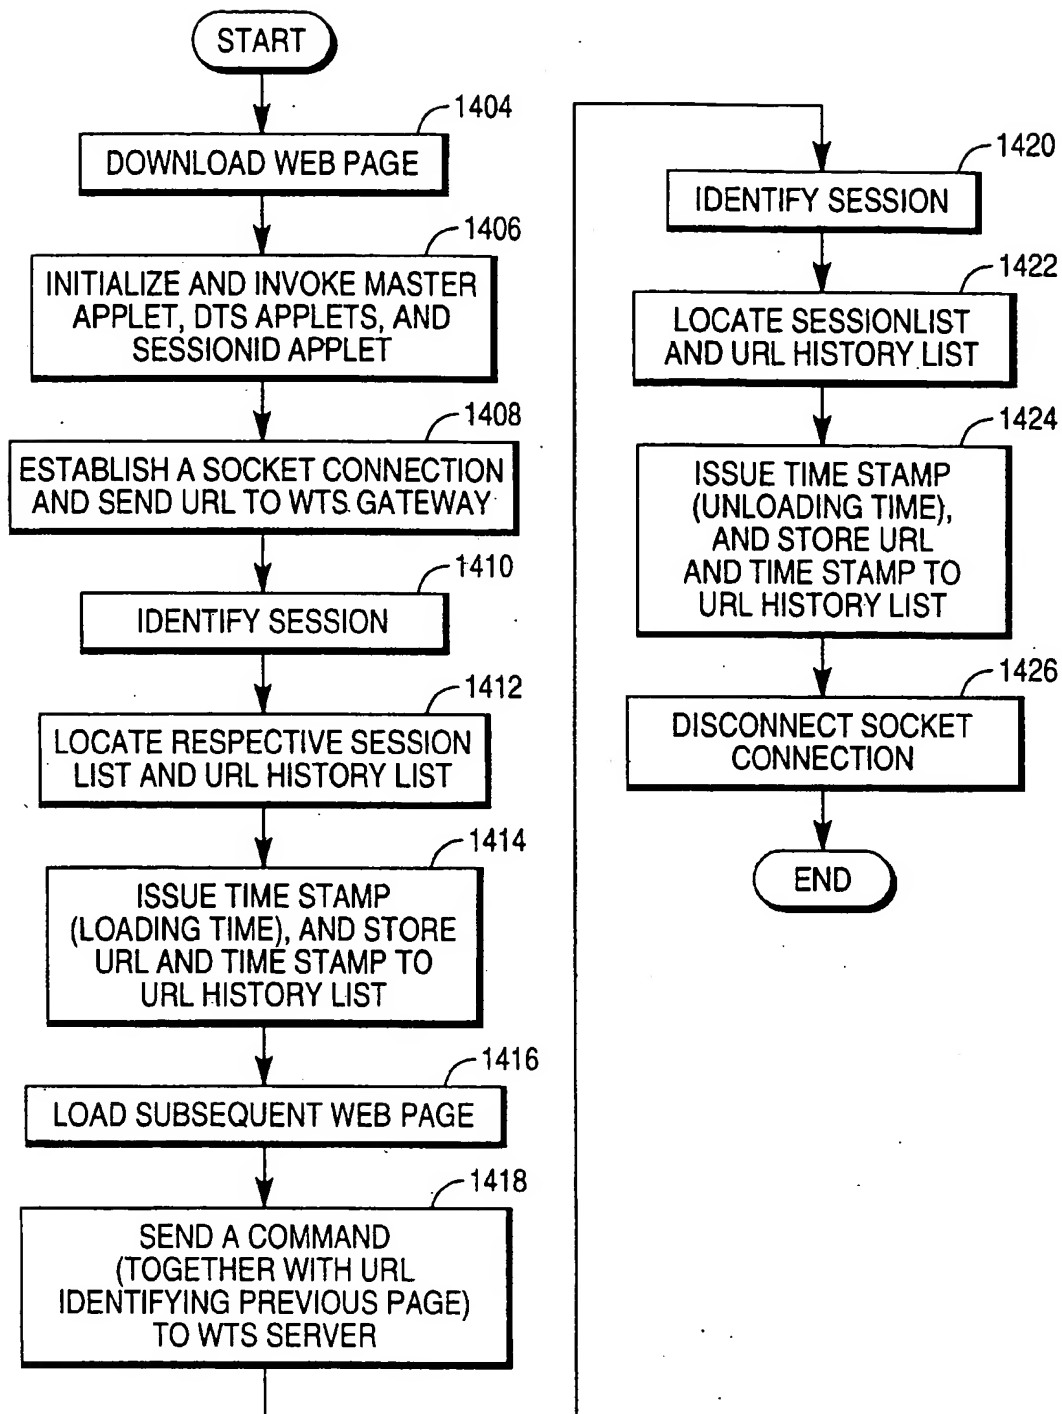 START
1404
DOWNLOAD WEB PAGE
1406
INITIALIZE AND INVOKE MASTER
APPLET, DTS APPLETS, AND
SESSIONID APPLET
1408
ESTABLISH A SOCKET CONNECTION
AND SEND URL TO WTS GATEWAY
1410
IDENTIFY SESSION
1412
LOCATE RESPECTIVE SESSION
LIST AND URL HISTORY LIST
1414
ISSUE TIME STAMP
(LOADING TIME), AND STORE
URL AND TIME STAMP TO
URL HISTORY LIST
1416
LOAD SUBSEQUENT WEB PAGE
1418
SEND A COMMAND
(TOGETHER WITH URL
IDENTIFYING PREVIOUS PAGE)
TO WTS SERVER
1420
IDENTIFY SESSION
1422
LOCATE SESSIONLIST
AND URL HISTORY LIST
1424
ISSUE TIME STAMP
(UNLOADING TIME),
AND STORE URL
AND TIME STAMP TO
URL HISTORY LIST
1426
DISCONNECT SOCKET
CONNECTION
END